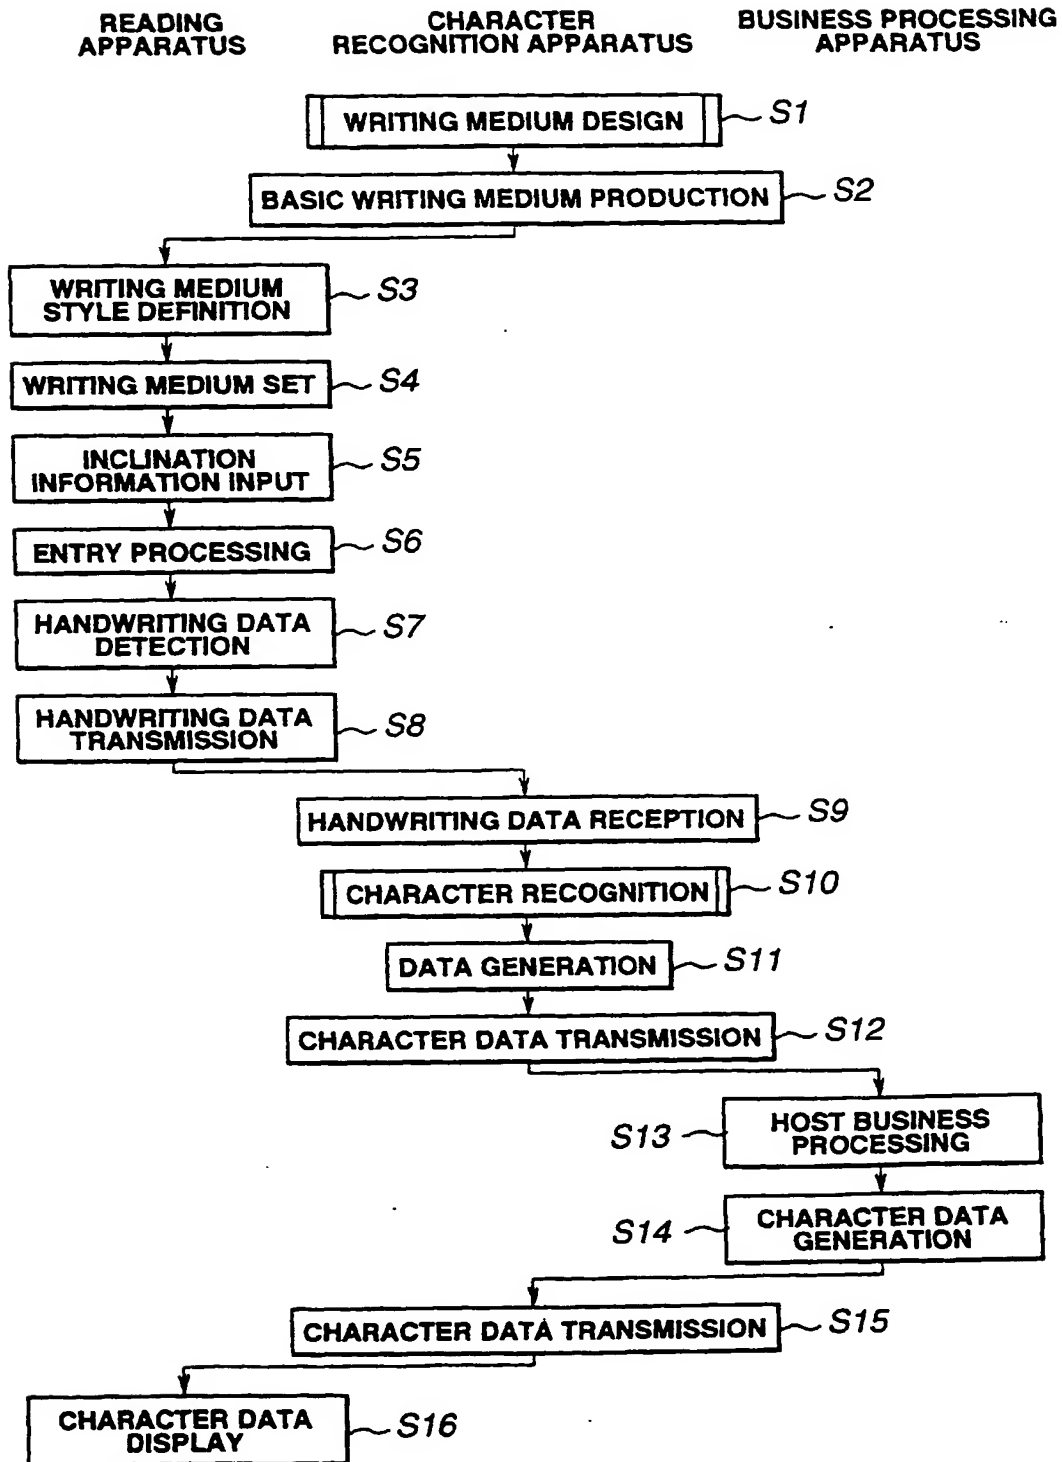 READING
APPARATUS
CHARACTER
RECOGNITION APPARATUS
BUSINESS PROCESSING
APPARATUS
WRITING MEDIUM DESIGN
S1
BASIC WRITING MEDIUM PRODUCTION
S2
WRITING MEDIUM
STYLE DEFINITION
S3
WRITING MEDIUM SET
S4
INCLINATION
INFORMATION INPUT
S5
ENTRY PROCESSING
S6
HANDWRITING DATA
DETECTION
S7
HANDWRITING DATA
TRANSMISSION
S8
HANDWRITING DATA RECEPTION
S9
CHARACTER RECOGNITION
S10
DATA GENERATION
S11
CHARACTER DATA TRANSMISSION
S12
S13
HOST BUSINESS
PROCESSING
S14
CHARACTER DATA
GENERATION
CHARACTER DATA TRANSMISSION
S15
CHARACTER DATA
DISPLAY
S16